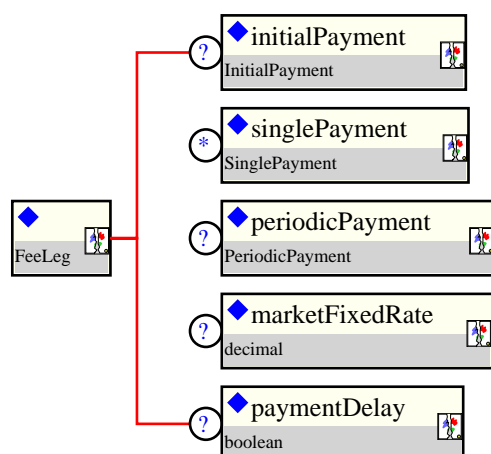 ?
initialPayment
InitialPayment
*
singlePayment
SinglePayment
FeeLeg
?
periodicPayment
PeriodicPayment
?
marketFixedRate
decimal
?
paymentDelay
boolean